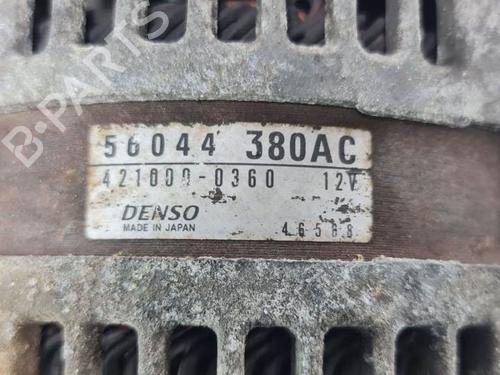 B-PARTS
56044 380AC
421000-0360 12V
DENSO
MADE IN JAPAN 46588